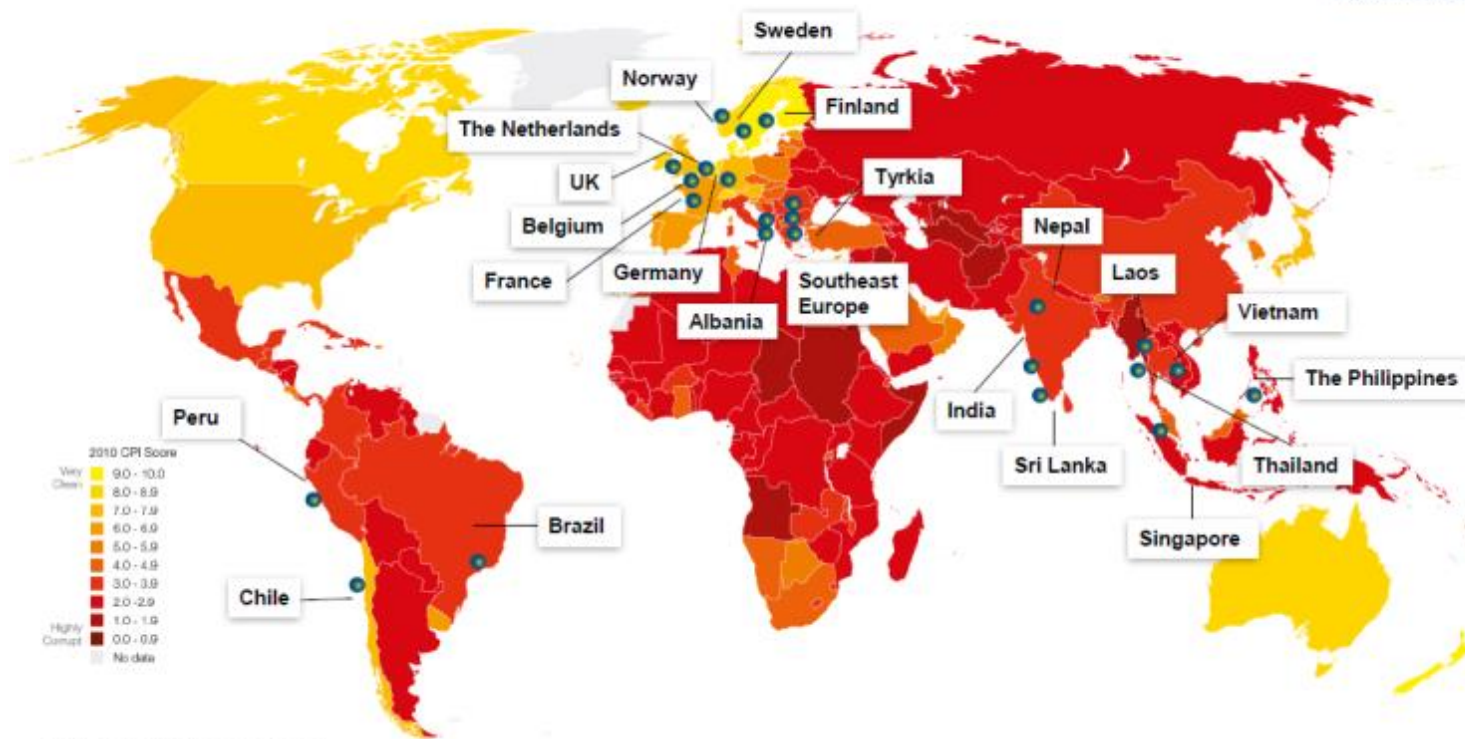 Sweden
Norway
Finland
The Netherlands
UK
Tyrkia
Belgium
Nepal
France
Germany
Southeast
Europe
Laos
Albania
Vietnam
The Philippines
Peru
India
Sri Lanka
Thailand
Brazil
Singapore
Chile
2010 CPI Score
Very
Clean
9.0 - 10.0
8.0 - 8.9
7.0 - 7.9
6.0 - 6.9
5.0 - 5.9
4.0 - 4.9
3.0 - 3.9
2.0 -2.9
1.0 - 1.9
0.0 - 0.9
Highly
Corrupt
No data